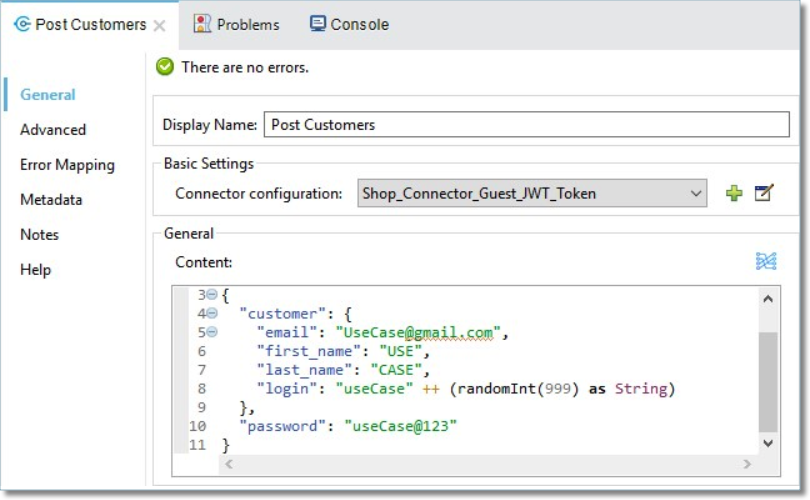 Post Customers
Problems
Console
There are no errors.
General
Advanced
Error Mapping
Metadata
Notes
Help
Display Name: Post Customers
Basic Settings
Connector configuration: Shop_Connector_Guest_JWT_Token
General
Content:
3 {
4 "customer": {
5 "email": "UseCase@gmail.com",
6 "first_name": "USE",
7 "last_name": "CASE",
8 "login": "useCase" ++ (randomInt(999) as String)
9 },
10 "password": "useCase@123"
11 }